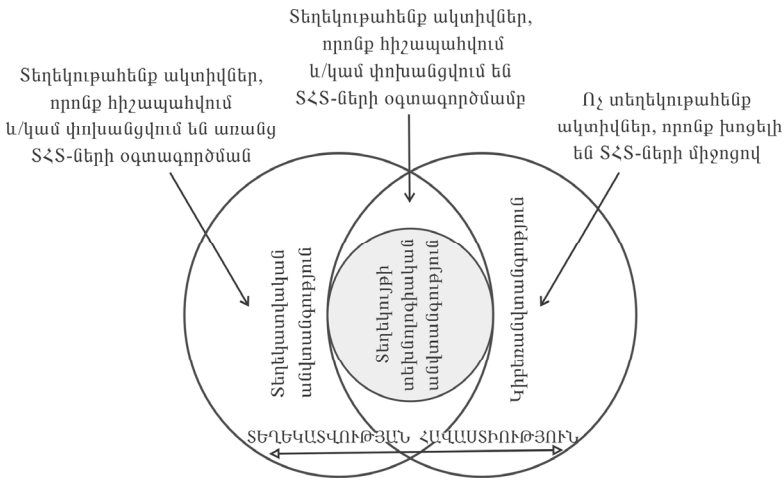 Տեղեկութահենք ակտիվներ,
որոնք հիշապահվում
և/կամ փոխանցվում են
ՏՀՏ-ների օգտագործմամբ
Տեղեկութահենք ակտիվներ,
որոնք հիշապահվում
և/կամ փոխանցվում են առանց
ՏՀՏ-ների օգտագործման
Ոչ տեղեկութահենք
ակտիվներ, որոնք խոցելի
են ՏՀՏ-ների միջոցով
Տեղեկատվական
անվտանգություն
Տեղեկույթի
անվտանգություն
Կիբեռանվտանգություն
ՏԵՂԵԿԱՏՎՈՒԹՅԱՆ ՀԱՎԱՍՏԻՈՒԹՅՈՒՆ